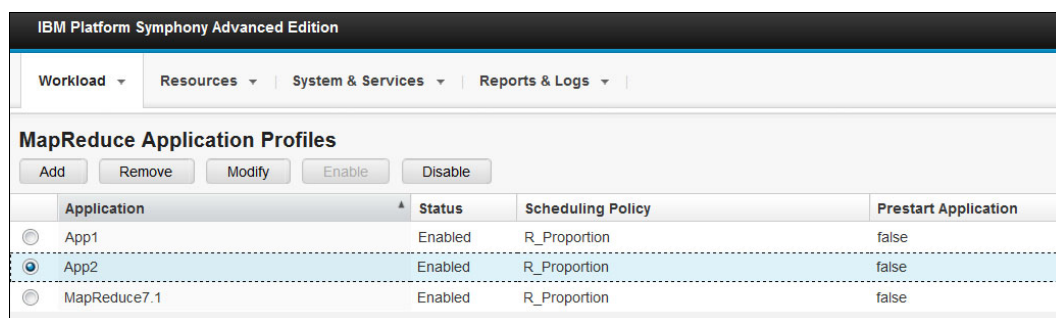 IBM Platform Symphony Advanced Edition
Workload Resources System & Services Reports & Logs
MapReduce Application Profiles
Add Remove Modify Enable Disable
Application Status Scheduling Policy Prestart Application
App1 Enabled R_Proportion false
App2 Enabled R_Proportion false
MapReduce7.1 Enabled R_Proportion false